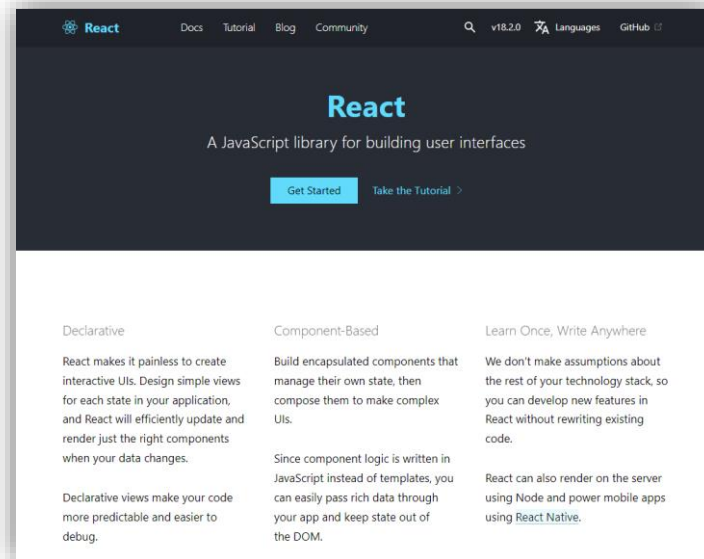 React Docs Tutorial Blog Community v18.2.0 Languages GitHub
React
A JavaScript library for building user interfaces
Get Started Take the Tutorial >
Declarative
React makes it painless to create
interactive UIs. Design simple views
for each state in your application,
and React will efficiently update and
render just the right components
when your data changes.
Declarative views make your code
more predictable and easier to
debug.
Component-Based
Build encapsulated components that
manage their own state, then
compose them to make complex
UIs.
Since component logic is written in
JavaScript instead of templates, you
can easily pass rich data through
your app and keep state out of
the DOM.
Learn Once, Write Anywhere
We don't make assumptions about
the rest of your technology stack, so
you can develop new features in
React without rewriting existing
code.
React can also render on the server
using Node and power mobile apps
using React Native.